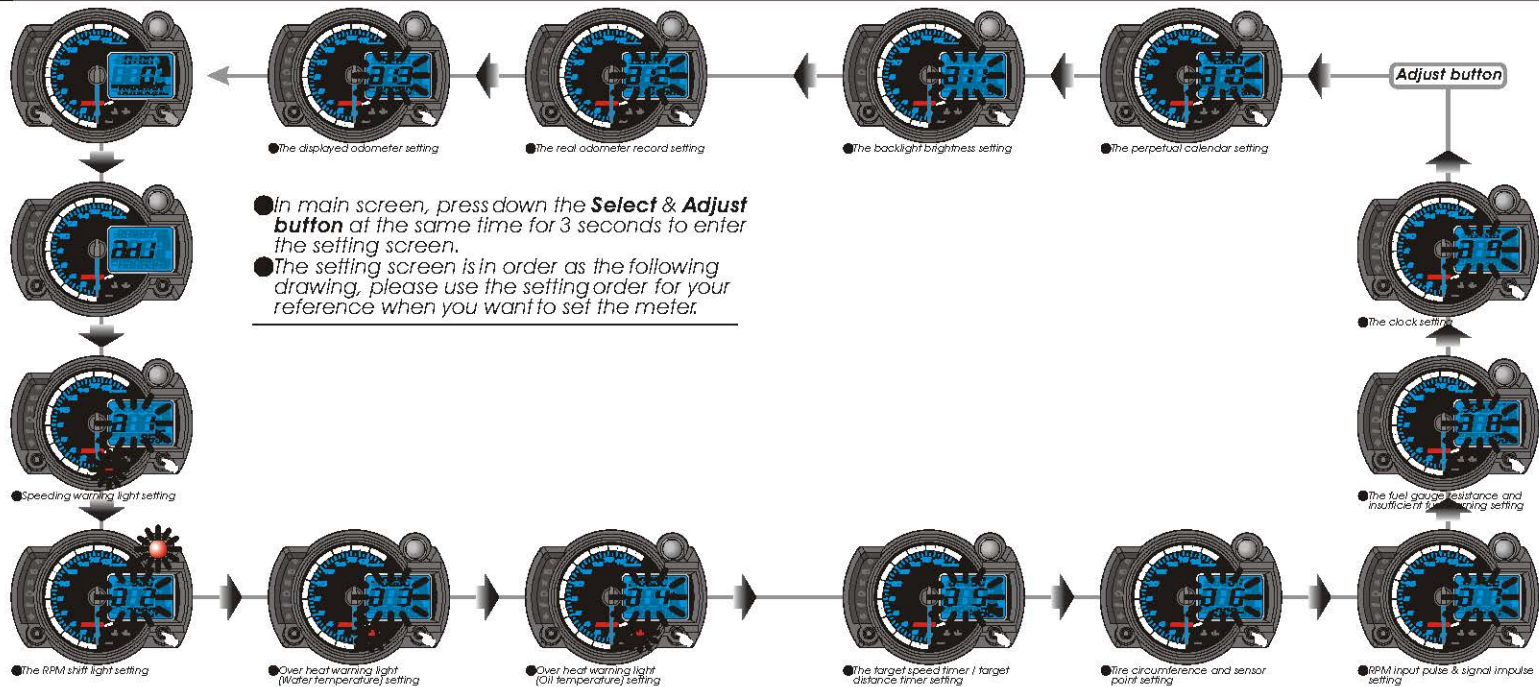 Adjust button
●The displayed odometer setting
●The real odometer record setting
●The backlight brightness setting
●The perpetual calendar setting
●In main screen, press down the Select & Adjust
button at the same time for 3 seconds to enter
the setting screen.
●The setting screen is in order as the following
drawing, please use the setting order for your
reference when you want to set the meter.
●The clock setting
●Speeding warning light setting
●The fuel gauge resistance and
insufficient fuel warning setting
●The RPM shift light setting
●Over heat warning light
(Water temperature) setting
●Over heat warning light
(Oil temperature) setting
●The target speed timer / target
distance timer setting
●Tire circumference and sensor
point setting
●RPM input pulse & signal impulse
setting